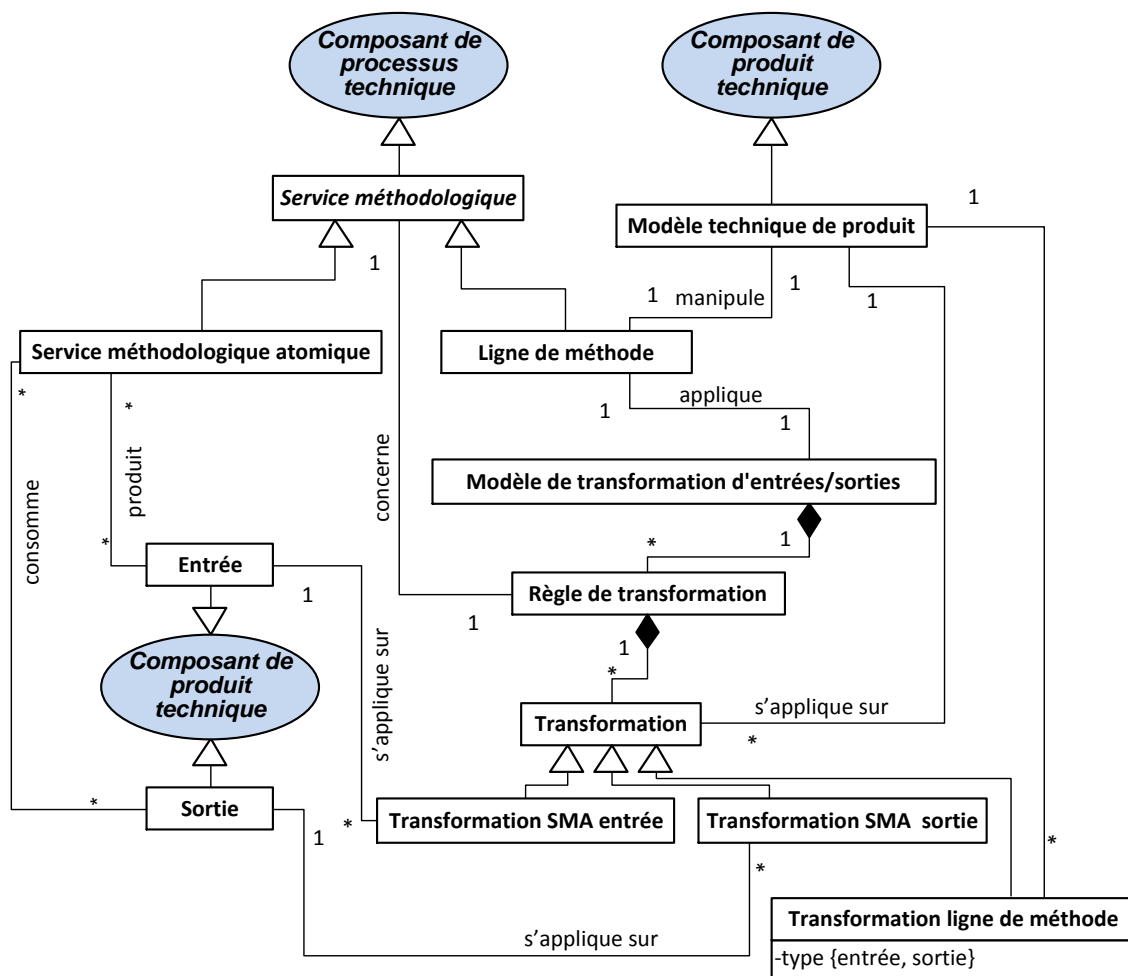 Composant de
processus
technique
Composant de
produit
technique
Service méthodologique
1
Modèle technique de produit
1
1
manipule
1
1
Service méthodologique atomique
Ligne de méthode
*
*
applique
1
1
consomme
produit
concerne
Modèle de transformation d'entrées/sorties
*
*
1
Entrée
1
Règle de transformation
1
1
Composant de
produit
technique
s'applique sur
*
Transformation
s'applique sur
*
Sortie
*
1
*
Transformation SMA entrée
Transformation SMA sortie
*
*
s'applique sur
Transformation ligne de méthode
-type {entrée, sortie}